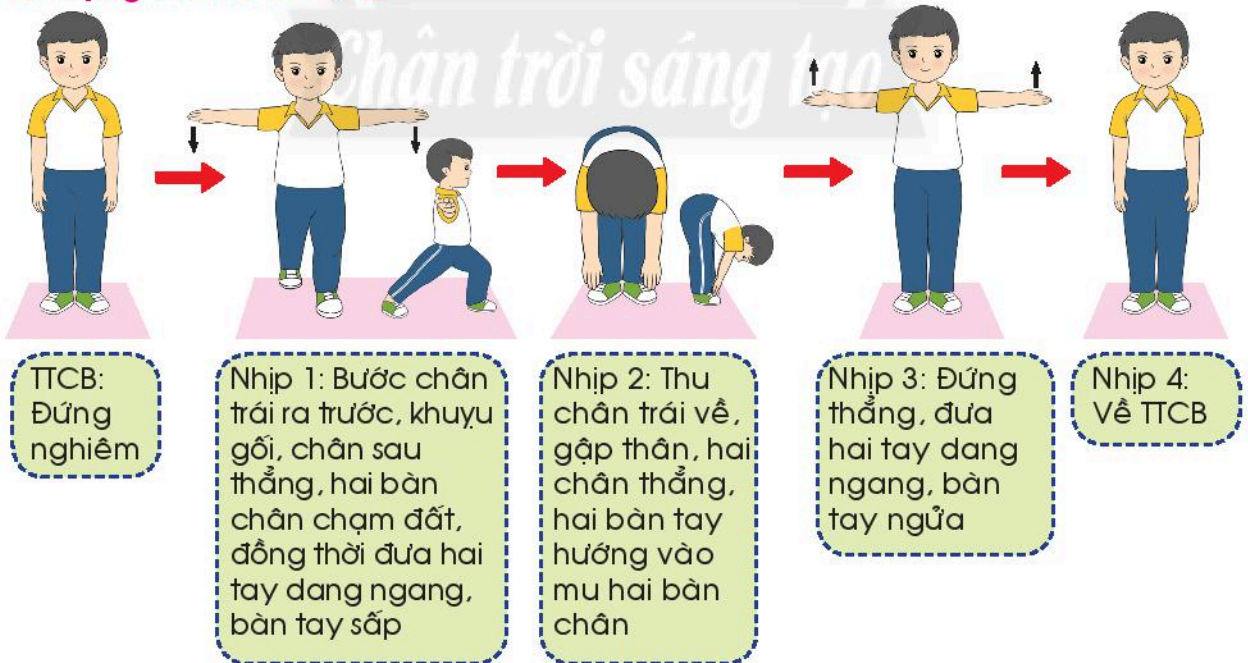 Chân trời sáng tạo
TTCB:
Đứng
nghiêm
Nhịp 1: Bước chân
trái ra trước, khuỵu
gối, chân sau
thẳng, hai bàn
chân chạm đất,
đồng thời đưa hai
tay dang ngang,
bàn tay sấp
Nhịp 2: Thu
chân trái về,
gập thân, hai
chân thẳng,
hai bàn tay
hướng vào
mu hai bàn
chân
Nhịp 3: Đứng
thẳng, đưa
hai tay dang
ngang, bàn
tay ngửa
Nhịp 4:
Về TTCB